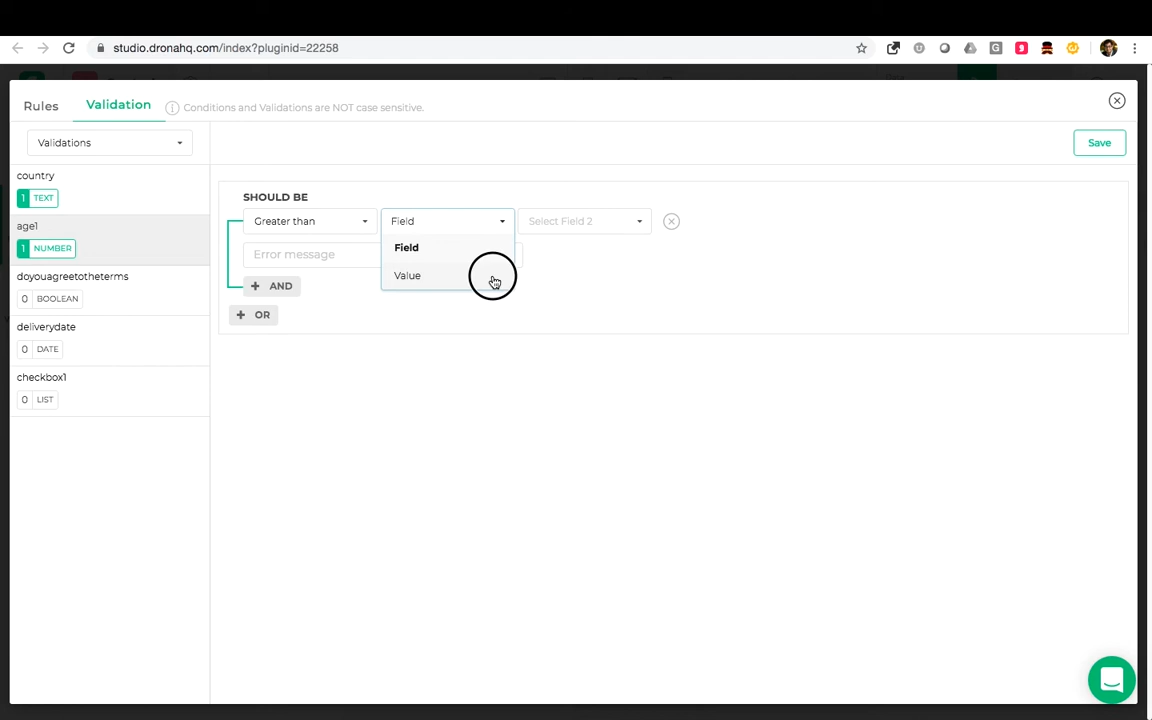 studio.dronahq.com/index?pluginid=22258
Rules
Validation
Conditions and Validations are NOT case sensitive.
Validations
Save
country
1 TEXT
age1
1 NUMBER
doyouagreetotheterms
0 BOOLEAN
deliverydate
0 DATE
checkbox1
0 LIST
SHOULD BE
Greater than
Field
Select Field 2
Error message
Field
Value
+ AND
+ OR